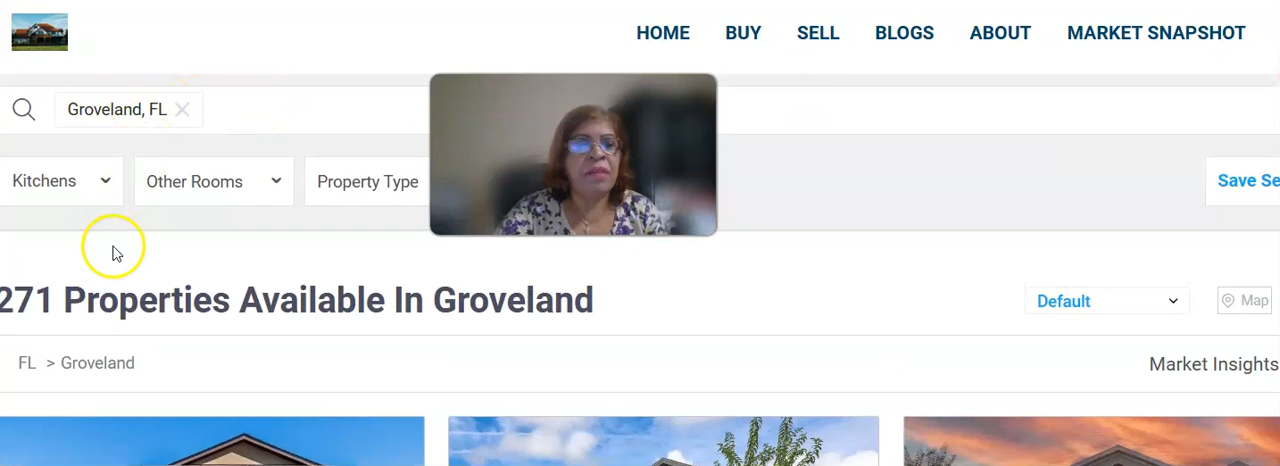 HOME BUY SELL BLOGS ABOUT MARKET SNAPSHOT
Groveland, FL
Kitchens Other Rooms Property Type
Save Se
271 Properties Available In Groveland
Default Map
FL > Groveland
Market Insights